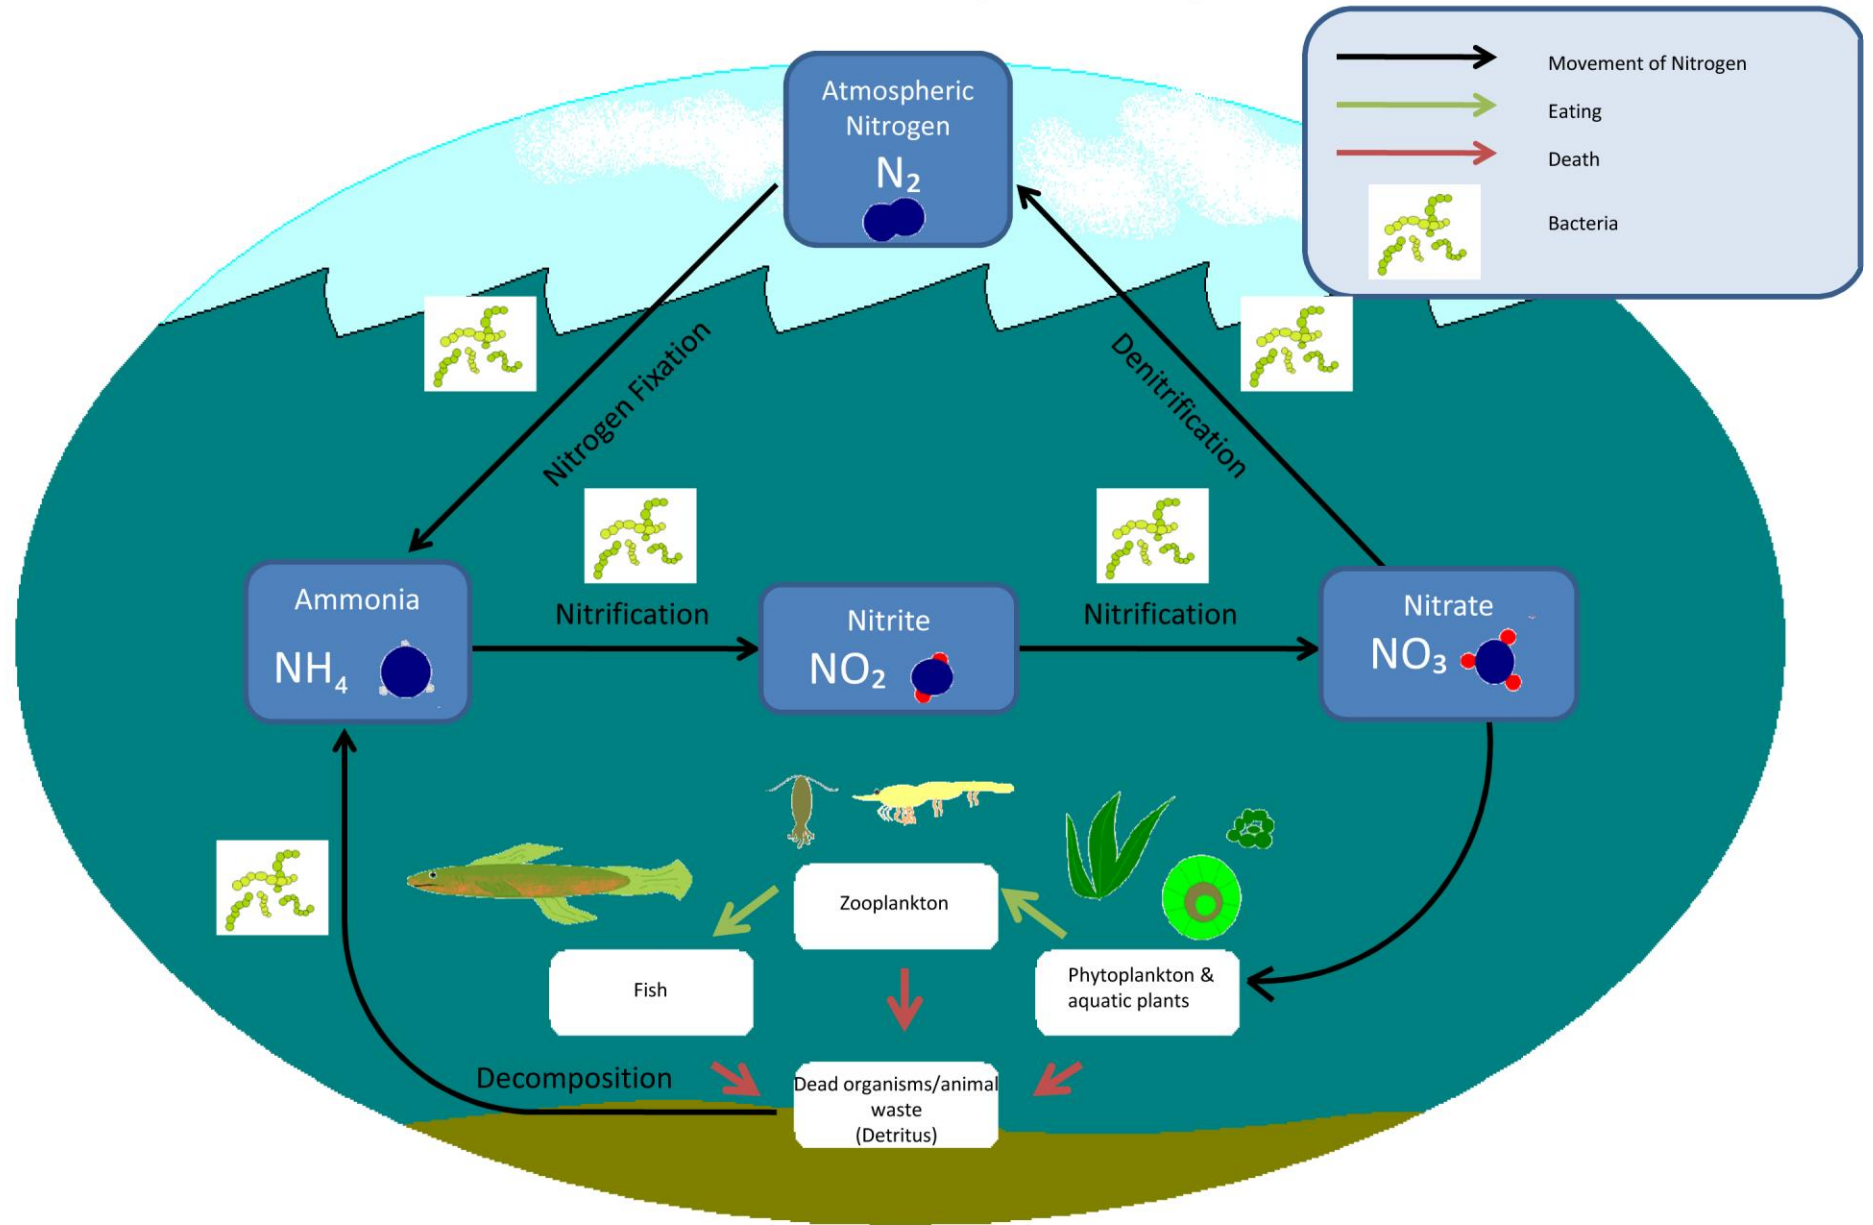 Movement of Nitrogen
Eating
Death
Bacteria
Atmospheric
Nitrogen
N₂
Nitrogen Fixation
Denitrification
Ammonia
NH₄
Nitrification
Nitrite
NO₂
Nitrification
Nitrate
NO₃
Zooplankton
Fish
Phytoplankton &
aquatic plants
Decomposition
Dead organisms/animal
waste
(Detritus)